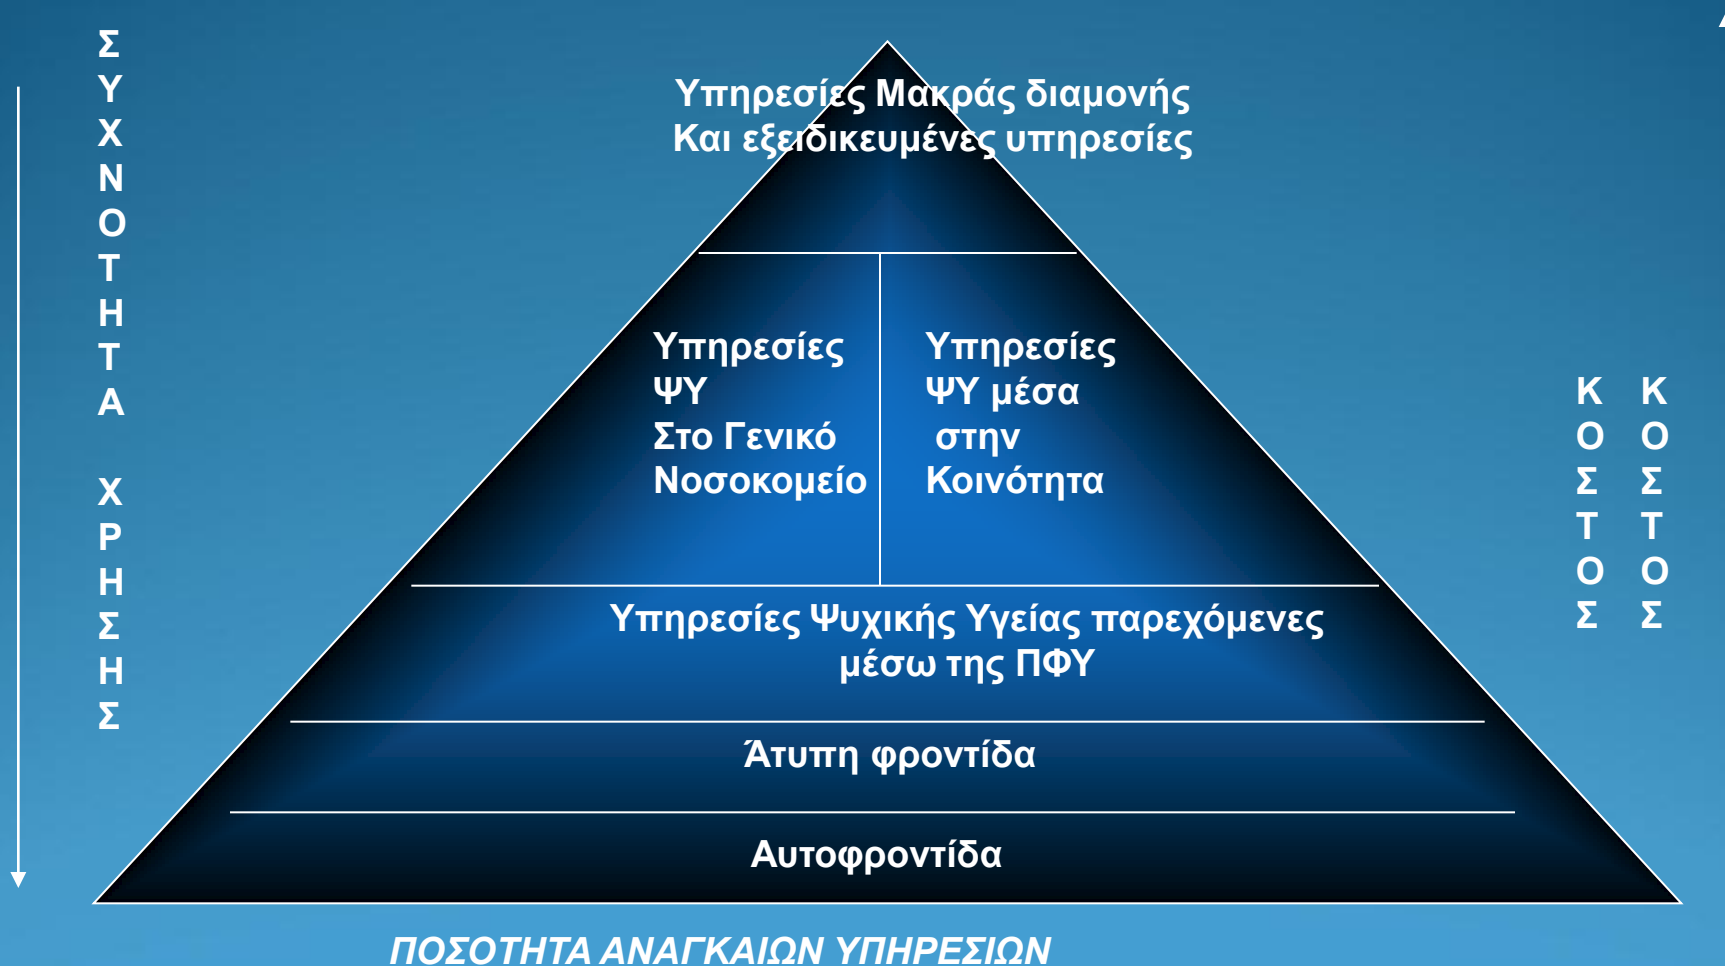 ΣΥΧΝΟΤΗΤΑ ΧΡΗΣΗΣ
Υπηρεσίες Μακράς διαμονής
Και εξειδικευμένες υπηρεσίες
Υπηρεσίες
ΨΥ
Στο Γενικό
Νοσοκομείο
Υπηρεσίες
ΨΥ μέσα
στην
Κοινότητα
Υπηρεσίες Ψυχικής Υγείας παρεχόμενες
μέσω της ΠΦΥ
Άτυπη φροντίδα
Αυτοφροντίδα
ΚΟΣΤΟΣ
ΚΟΣΤΟΣ
ΠΟΣΟΤΗΤΑ ΑΝΑΓΚΑΙΩΝ ΥΠΗΡΕΣΙΩΝ